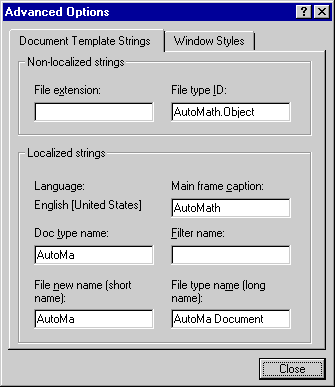 Advanced Options
Document Template Strings Window Styles
Non-localized strings
File extension: File type ID:
AutoMath.Object
Localized strings
Language: Main frame caption:
English [United States] AutoMath
Doc type name: Filter name:
AutoMa
File new name (short name): File type name (long name):
AutoMa AutoMa Document
Close